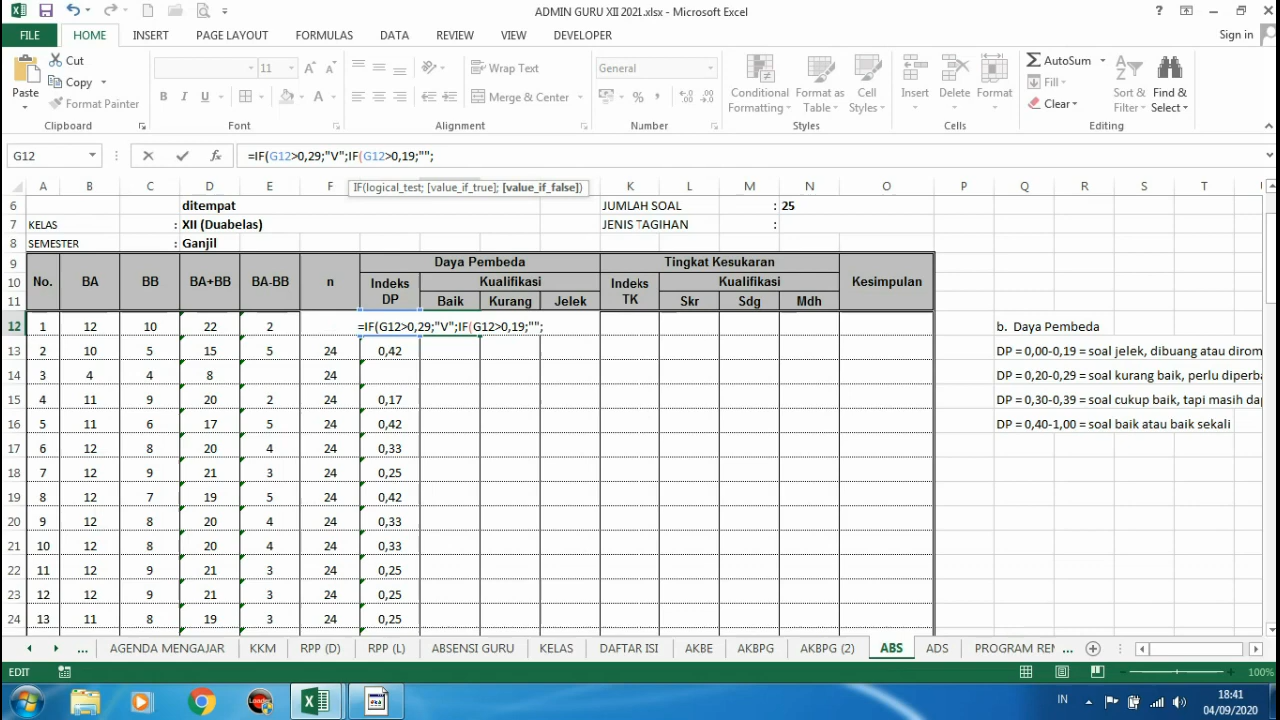 ADMIN GURU XII 2021.xlsx - Microsoft Excel
FILE HOME INSERT PAGE LAYOUT FORMULAS DATA REVIEW VIEW DEVELOPER Sign in
Paste Cut Copy Format Painter
11 Wrap Text Merge & Center
General
Conditional Formatting Format as Table Cell Styles
Insert Delete Format
AutoSum Fill Clear
Sort & Filter Find & Select
Clipboard Font Alignment Number Styles Cells Editing
G12 =IF(G12>0,29;"V";IF(G12>0,19;"";
IF(logical_test; [value_if_true]; [value_if_false])
A B C D E F K L M N O P Q R S T
6 ditempat JUMLAH SOAL : 25
7 KELAS : XII (Duabelas) JENIS TAGIHAN :
8 SEMESTER : Ganjil
9 Daya Pembeda Tingkat Kesukaran
10 No. BA BB BA+BB BA-BB n Indeks DP Kualifikasi Indeks TK Kualifikasi Kesimpulan
11 Baik Kurang Jelek Skr Sdg Mdh
12 1 12 10 22 2 =IF(G12>0,29;"V";IF(G12>0,19;""; b. Daya Pembeda
13 2 10 5 15 5 24 0,42 DP = 0,00-0,19 = soal jelek, dibuang atau dirom
14 3 4 4 8 24 DP = 0,20-0,29 = soal kurang baik, perlu diperba
15 4 11 9 20 2 0,17 DP = 0,30-0,39 = soal cukup baik, tapi masih dap
16 5 11 6 17 5 24 0,42 DP = 0,40-1,00 = soal baik atau baik sekali
17 6 12 8 20 4 24 0,33
18 7 12 9 21 3 24 0,25
19 8 12 7 19 5 24 0,42
20 9 12 8 20 4 24 0,33
21 10 12 8 20 4 24 0,33
22 11 12 9 21 3 24 0,25
23 12 12 9 21 3 24 0,25
24 13 11 8 19 3 24 0,25
... AGENDA MENGAJAR KKM RPP (D) RPP (L) ABSENSI GURU KELAS DAFTAR ISI AKBE AKBPG AKBPG (2) ABS ADS PROGRAM REM ...
EDIT 100%
IN 18:41
04/09/2020